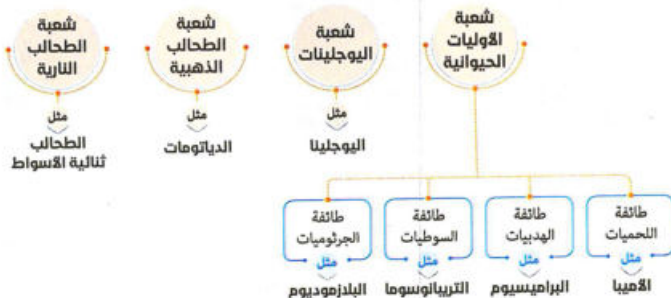 شعبة
الأوليات
الحيوانية
شعبة
اليوجلينات
مثل
اليوجلينا
شعبة
الطحالب
الذهبية
مثل
الدياتومات
شعبة
الطحالب
النارية
مثل
الطحالب
ثنائية الأسواط
طائفة
اللحميات
مثل
الأميبا
طائفة
الهدبيات
مثل
البراميسيوم
طائفة
السوطيات
مثل
التريبانوسوما
طائفة
الجرثوميات
مثل
البلازموديوم